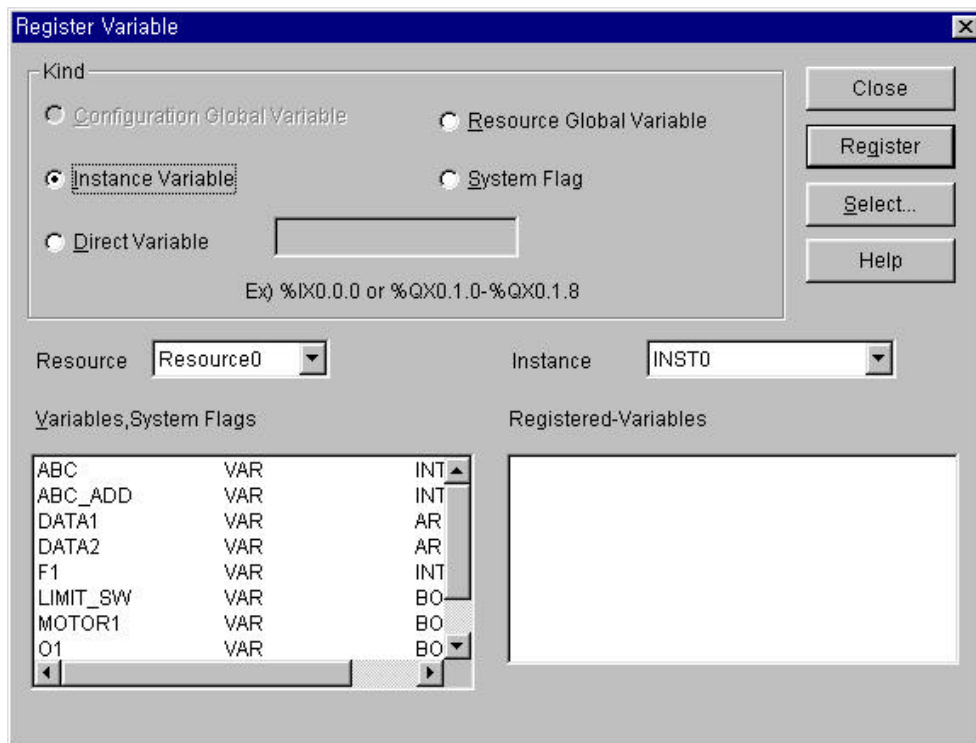 Register Variable
Kind
Configuration Global Variable
Resource Global Variable
Instance Variable
System Flag
Direct Variable
Ex) %IX0.0.0 or %QX0.1.0-%QX0.1.8
Close
Register
Select...
Help
Resource Resource0
Instance INST0
Variables,System Flags
Registered-Variables
ABC VAR INT
ABC_ADD VAR INT
DATA1 VAR AR
DATA2 VAR AR
F1 VAR INT
LIMIT_SW VAR BO
MOTOR1 VAR BO
O1 VAR BO